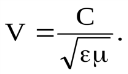 V = C / √εμ.